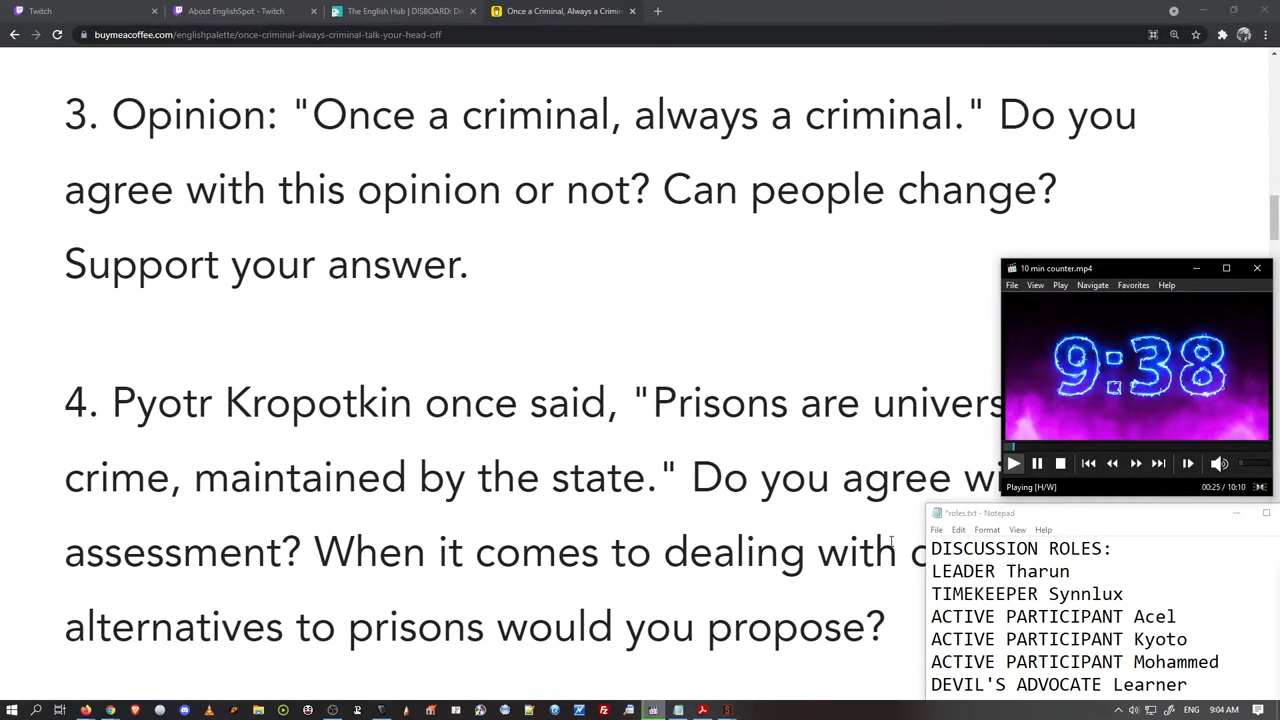 Twitch
About EnglishSpot - Twitch
The English Hub | DISBOARD: Di
Once a Criminal, Always a Crimin
buymeacoffee.com/englishpalette/once-criminal-always-criminal-talk-your-head-off
3. Opinion: "Once a criminal, always a criminal." Do you
agree with this opinion or not? Can people change?
Support your answer.
4. Pyotr Kropotkin once said, "Prisons are univers
crime, maintained by the state." Do you agree wi
assessment? When it comes to dealing with c
alternatives to prisons would you propose?
10 min counter.mp4
File View Play Navigate Favorites Help
9:38
Playing [H/W] 00:25 / 10:10
*roles.txt - Notepad
File Edit Format View Help
DISCUSSION ROLES:
LEADER Tharun
TIMEKEEPER Synnlux
ACTIVE PARTICIPANT Acel
ACTIVE PARTICIPANT Kyoto
ACTIVE PARTICIPANT Mohammed
DEVIL'S ADVOCATE Learner
ENG 9:04 AM